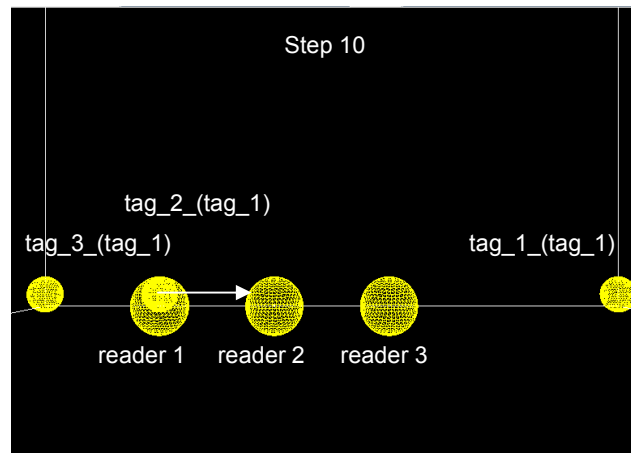 Step 10
tag_2_(tag_1)
tag_3_(tag_1)
tag_1_(tag_1)
reader 1
reader 2
reader 3